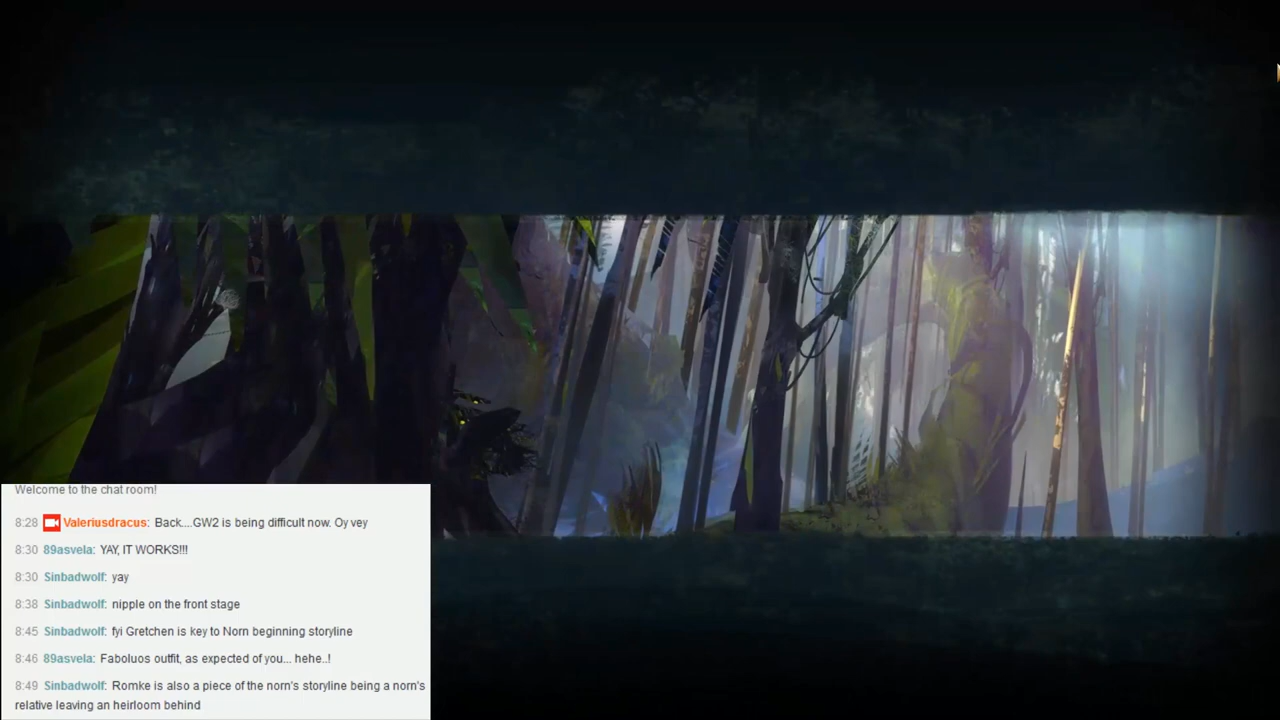 Welcome to the chat room!
8:28 Valeriusdracus: Back....GW2 is being difficult now. Oy vey
8:30 89asvela: YAY, IT WORKS!!!
8:30 Sinbadwolf: yay
8:38 Sinbadwolf: nipple on the front stage
8:45 Sinbadwolf: fyi Gretchen is key to Norn beginning storyline
8:46 89asvela: Faboluos outfit, as expected of you... hehe..!
8:49 Sinbadwolf: Romke is also a piece of the norn's storyline being a norn's
relative leaving an heirloom behind